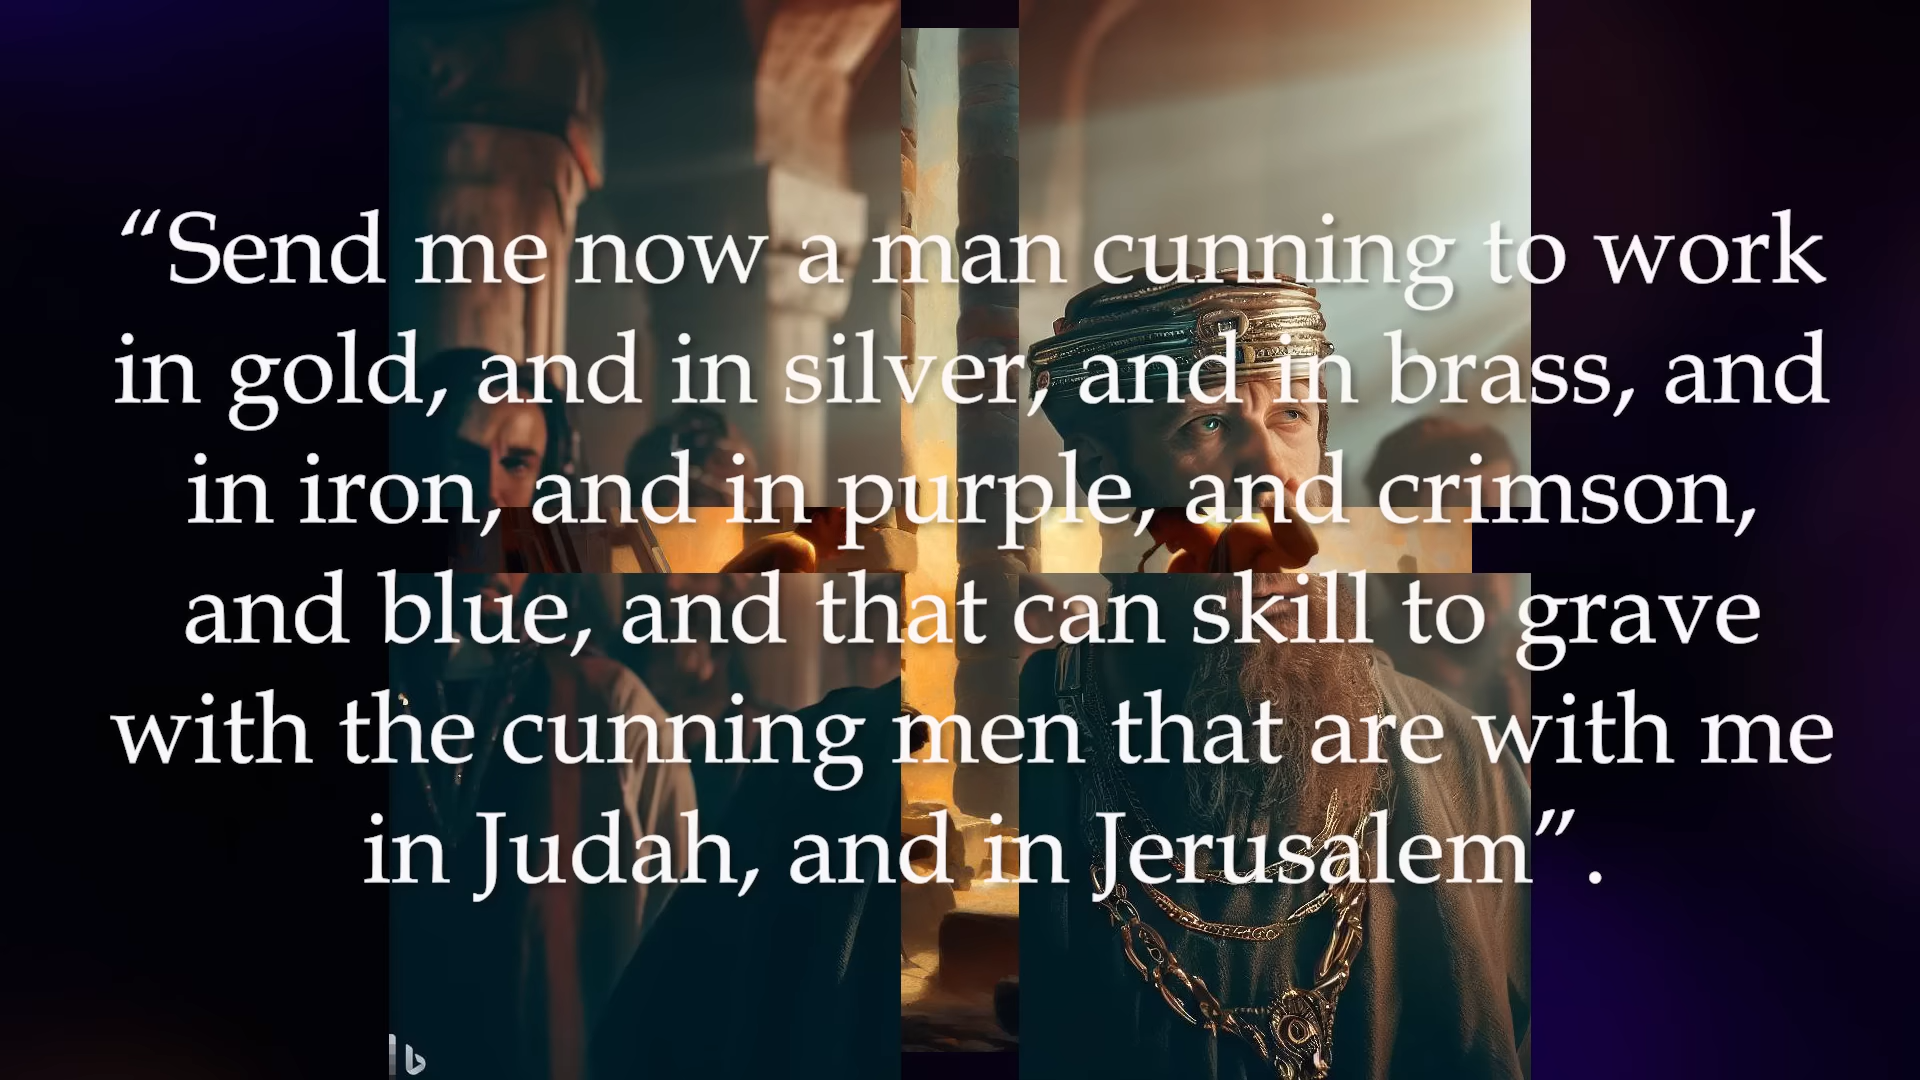 “Send me now a man cunning to work
in gold, and in silver, and in brass, and
in iron, and in purple, and crimson,
and blue, and that can skill to grave
with the cunning men that are with me
in Judah, and in Jerusalem”.